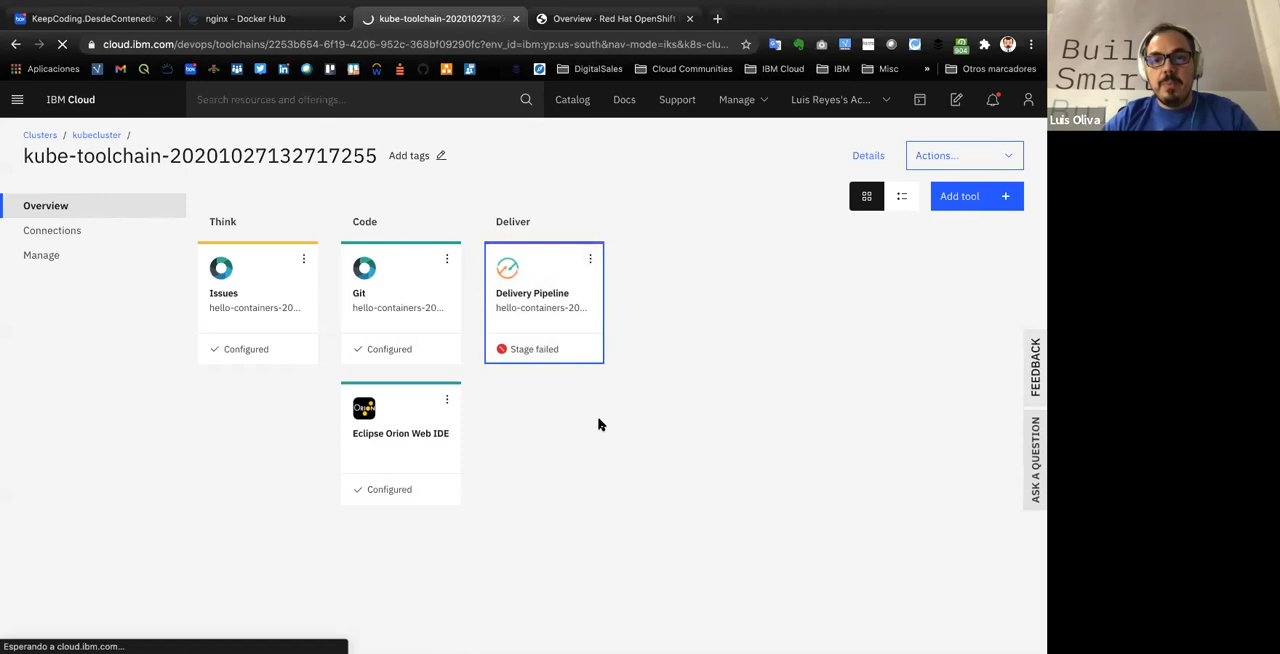 KeepCoding.DesdeContenedo
nginx - Docker Hub
kube-toolchain-20201027132
Overview · Red Hat OpenShift
cloud.ibm.com/devops/toolchains/2253b654-6f19-4206-952c-368bf09290fc?env_id=ibm:yp:us-south&nav-mode=iks&k8s-clu...
904
Aplicaciones
DigitalSales
Cloud Communities
IBM Cloud
IBM
Misc
»
Otros marcadores
IBM Cloud
Search resources and offerings...
Catalog
Docs
Support
Manage
Luis Reyes's Ac...
Clusters / kubecluster /
kube-toolchain-20201027132717255
Add tags
Details
Actions...
Add tool +
Overview
Connections
Manage
Think
Code
Deliver
Issues
hello-containers-20...
Configured
Git
hello-containers-20...
Configured
Delivery Pipeline
hello-containers-20...
Stage failed
ORION
Eclipse Orion Web IDE
Configured
FEEDBACK
ASK A QUESTION
Esperando a cloud.ibm.com...
Luis Oliva